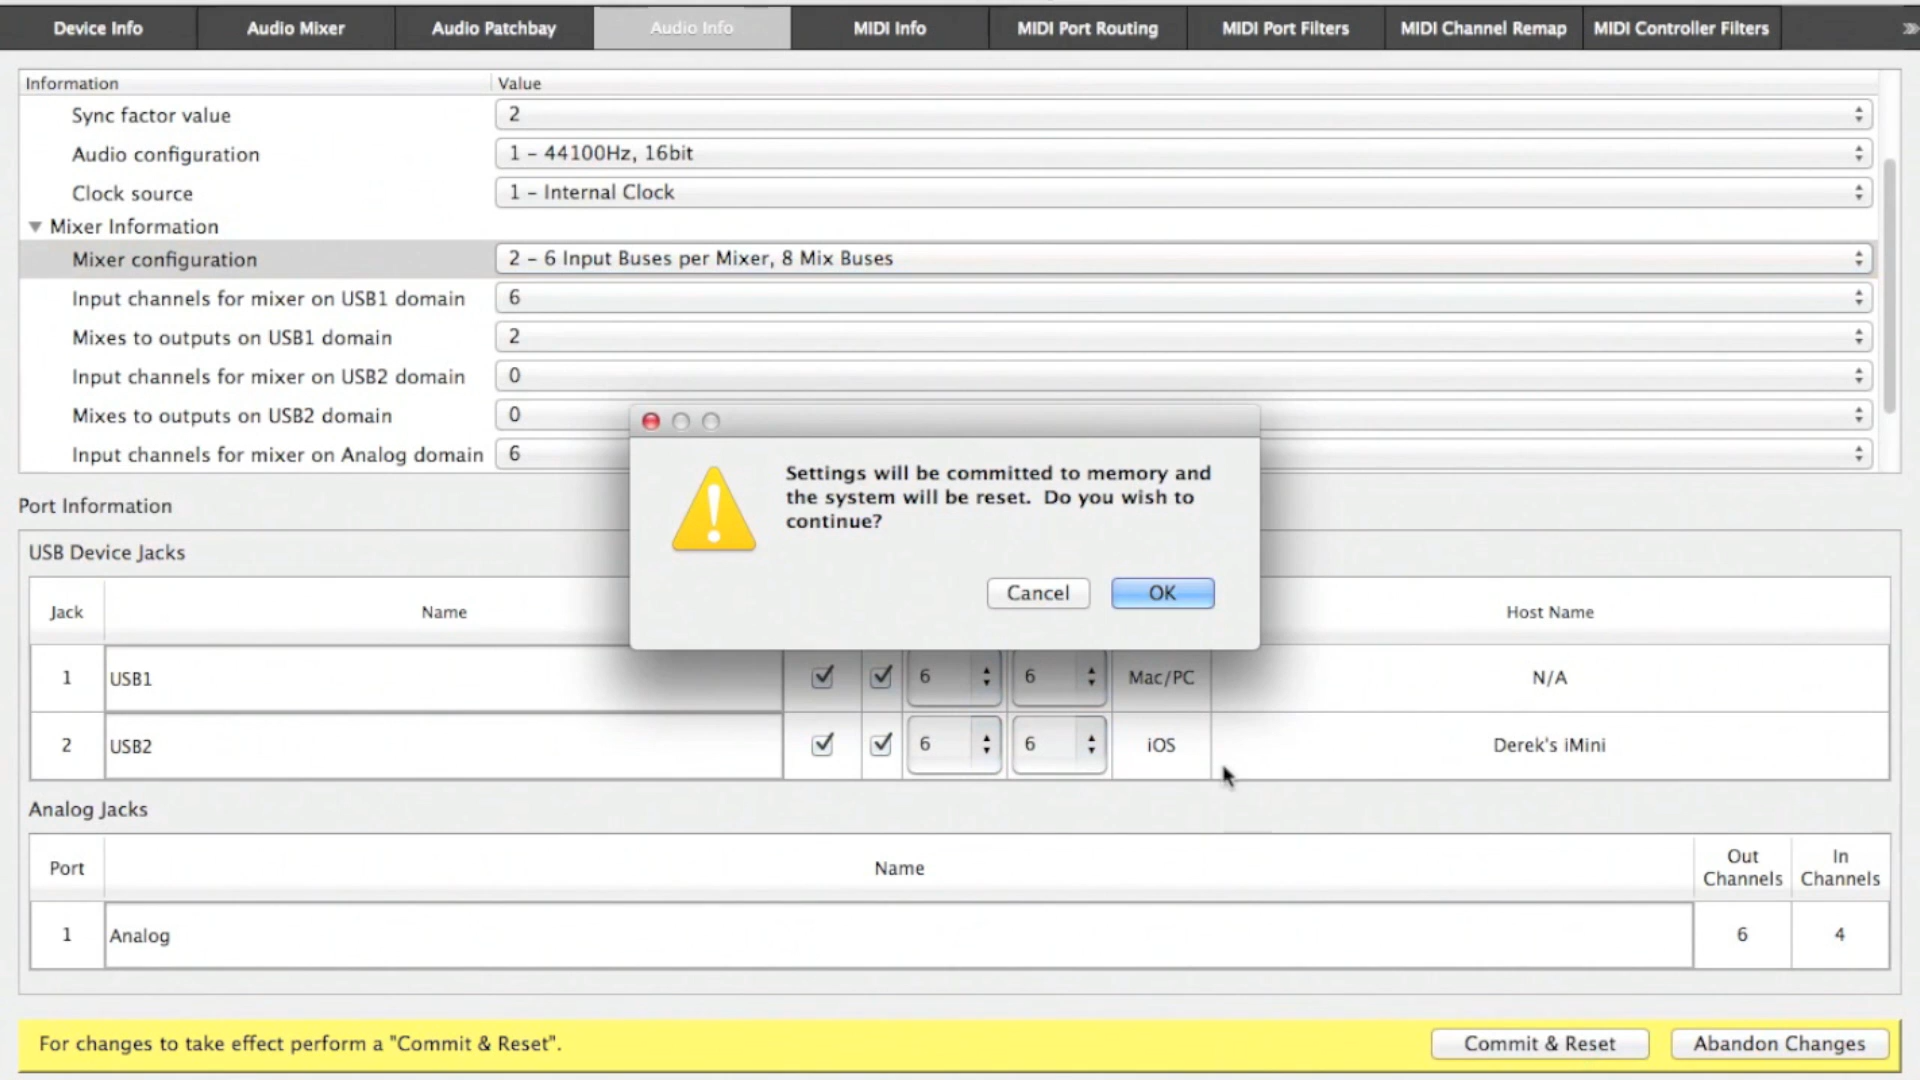 Device Info
Audio Mixer
Audio Patchbay
Audio Info
MIDI Info
MIDI Port Routing
MIDI Port Filters
MIDI Channel Remap
MIDI Controller Filters
Information
Value
Sync factor value
2
Audio configuration
1 – 44100Hz, 16bit
Clock source
1 – Internal Clock
Mixer Information
Mixer configuration
2 – 6 Input Buses per Mixer, 8 Mix Buses
Input channels for mixer on USB1 domain
6
Mixes to outputs on USB1 domain
2
Input channels for mixer on USB2 domain
0
Mixes to outputs on USB2 domain
0
Input channels for mixer on Analog domain
6
Settings will be committed to memory and
the system will be reset. Do you wish to
continue?
Cancel
OK
Port Information
USB Device Jacks
Jack
Name
Host Name
1
USB1
6
6
Mac/PC
N/A
2
USB2
6
6
iOS
Derek's iMini
Analog Jacks
Port
Name
Out
Channels
In
Channels
1
Analog
6
4
For changes to take effect perform a "Commit & Reset".
Commit & Reset
Abandon Changes